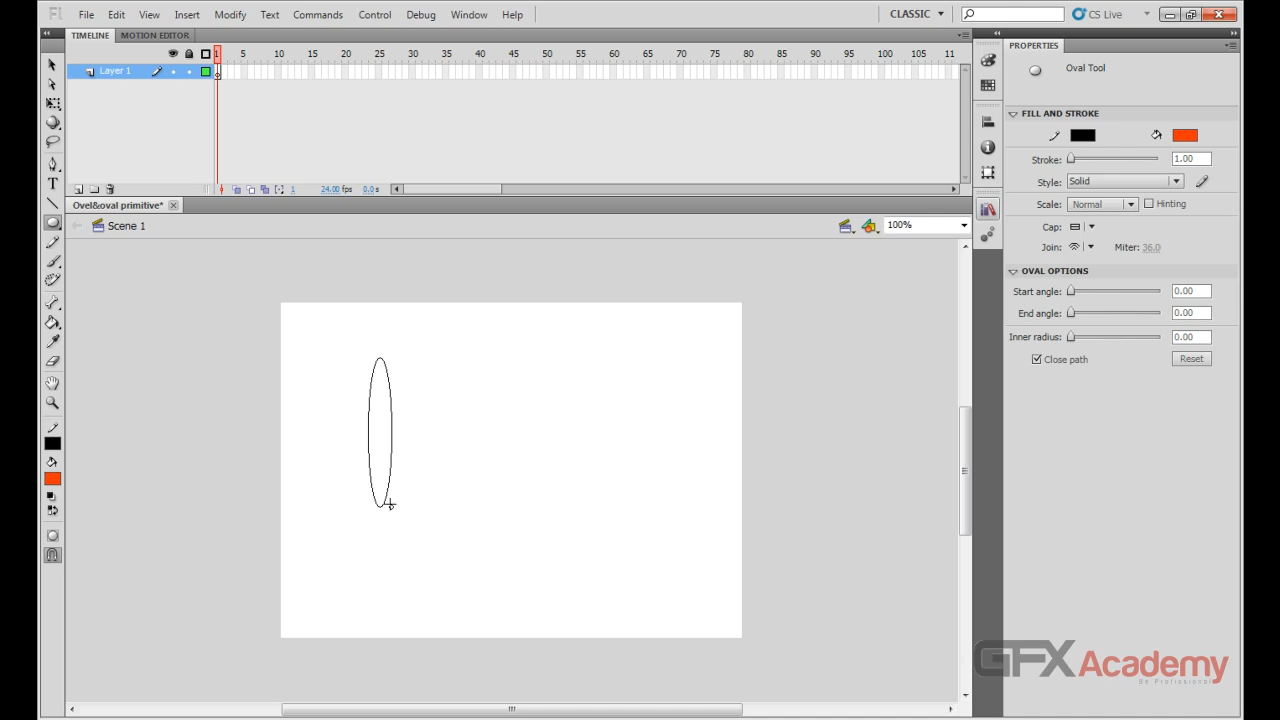 Fl File Edit View Insert Modify Text Commands Control Debug Window Help CLASSIC CS Live
TIMELINE MOTION EDITOR
1 5 10 15 20 25 30 35 40 45 50 55 60 65 70 75 80 85 90 95 100 105 11
Layer 1
1 24.00 fps 0.0 s
Ovel&oval primitive*
Scene 1 100%
PROPERTIES
Oval Tool
FILL AND STROKE
Stroke: 1.00
Style: Solid
Scale: Normal Hinting
Cap:
Join: Miter: 36.0
OVAL OPTIONS
Start angle: 0.00
End angle: 0.00
Inner radius: 0.00
Close path Reset
T
GFX Academy
Be Profissional